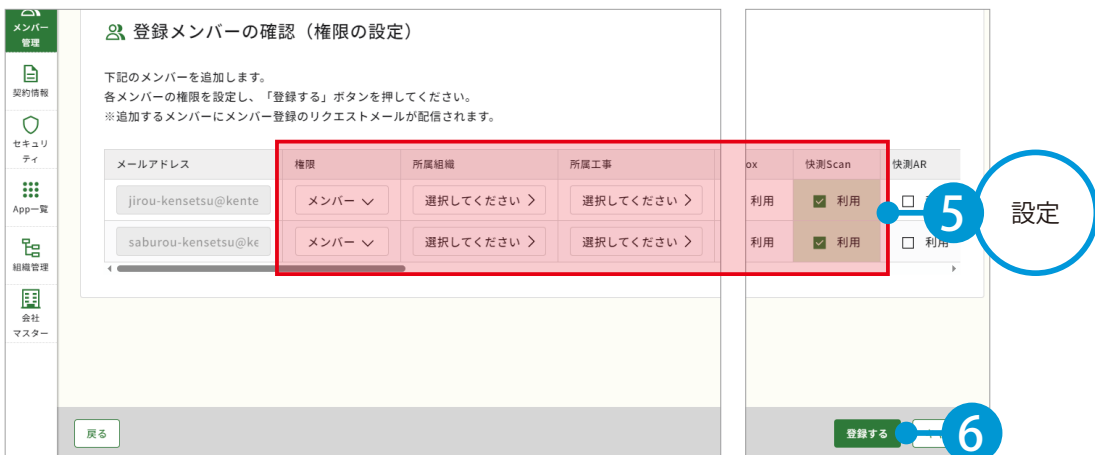 メンバー
管理
契約情報
セキュリ
ティ
App一覧
組織管理
会社
マスター
登録メンバーの確認（権限の設定）
下記のメンバーを追加します。
各メンバーの権限を設定し、「登録する」ボタンを押してください。
※追加するメンバーにメンバー登録のリクエストメールが配信されます。
メールアドレス 権限 所属組織 所属工事 ox 快測Scan 快測AR
jirou-kensetsu@kente メンバー 選択してください 選択してください 利用 利用
saburou-kensetsu@ke メンバー 選択してください 選択してください 利用 利用 利用
5 設定
戻る 登録する 6